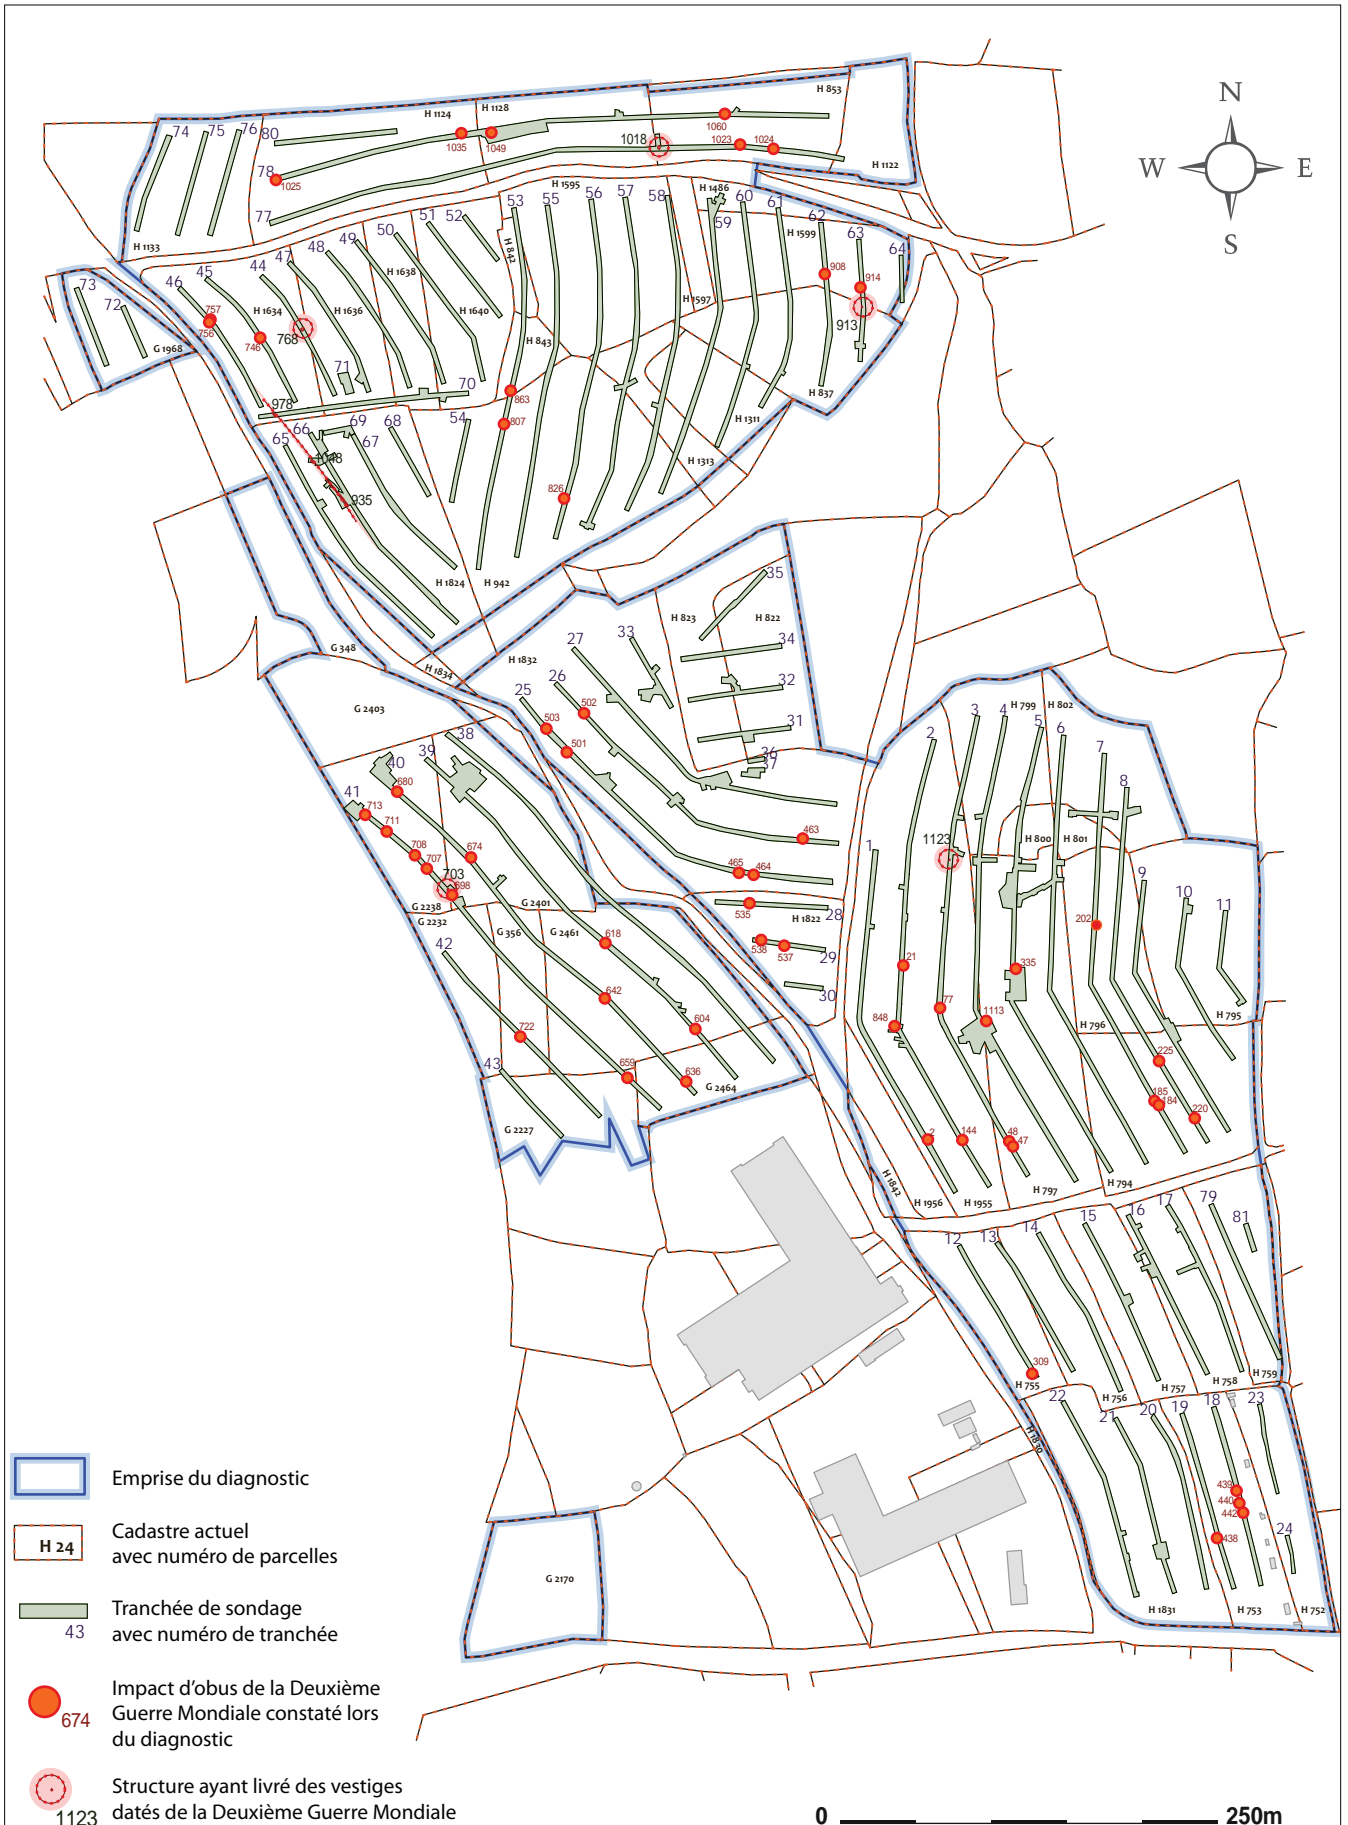 N
W E
S
H 853
H 1128
H 1124
1060
74 75 76 80
1035 1049
1018 1023 1024
H 1122
78
1025
77
H 1133
H 1595
H 1486
53 55 56 57 58
59 60 61 62 63 64
H 1599
H 842
52
51
50
49
48
47
44
45
46
H 1638
908
914
913
73
72
757
756
746
H 1634
768
H 1636
H 1640
H 1597
H 843
G 1968
71
70
863
807
H 837
H 1311
H 1313
978
69 68
66
65
67
54
1048
935
826
H 1824
H 942
35
H 823
H 822
G 348
H 1834
H 1832
27
33
34
26
25
32
502
503
501
31
36
37
G 2403
38
39
40
680
41
713
711
708
707
674
703
698
463
465
464
H 799
H 802
3 4 5
2
6
7
8
1123
1
H 800
H 801
9
10
11
202
G 2238
G 2232
G 2401
G 356
G 2461
42
618
642
604
722
43
659
636
G 2464
G 2227
535
H 1822
28
538
537
29
30
21
335
77
848
1113
H 796
H 795
225
185
184
220
2
144
48
47
H 1842
H 1956
H 1955
H 797
H 794
12 13 14 15 16 17 79
81
309
H 755
H 756
H 757
H 758
H 759
22
21
20
19
18
23
H 1830
439
440
442
438
24
H 1831
H 753
H 752
G 2170
Emprise du diagnostic
H 24
Cadastre actuel
avec numéro de parcelles
43
Tranchée de sondage
avec numéro de tranchée
674
Impact d'obus de la Deuxième
Guerre Mondiale constaté lors
du diagnostic
1123
Structure ayant livré des vestiges
datés de la Deuxième Guerre Mondiale
0 250m